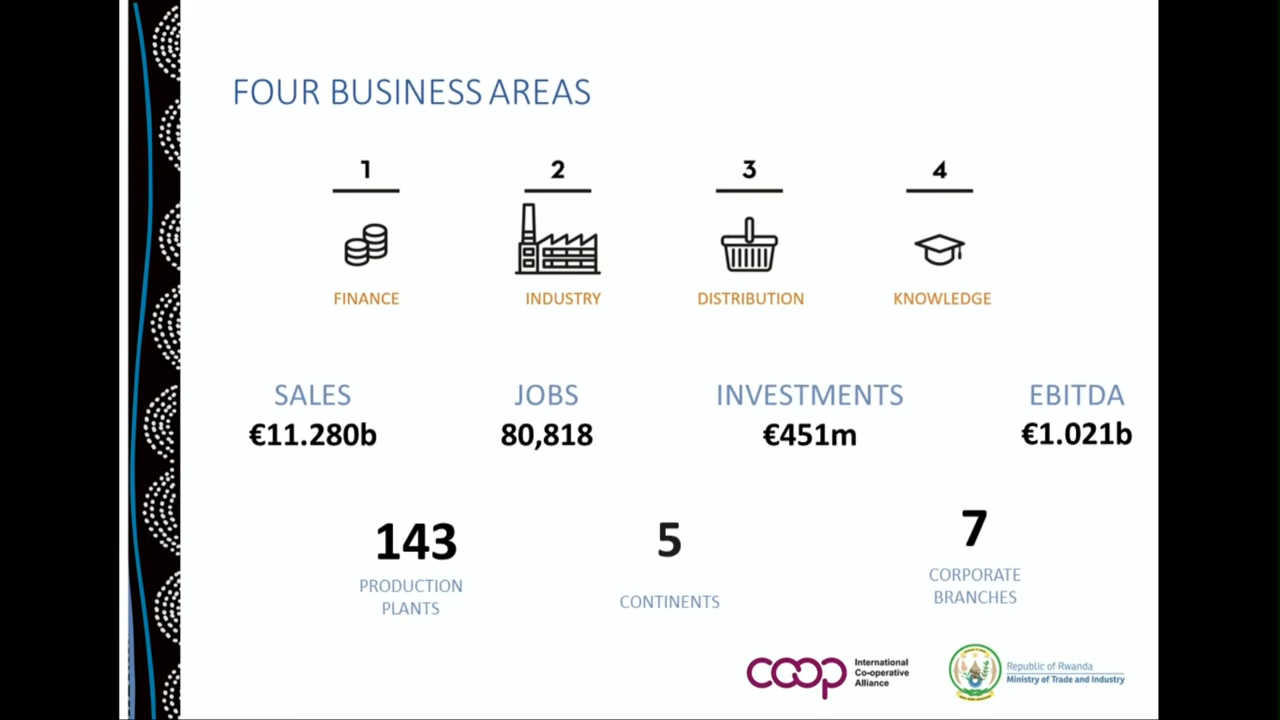 FOUR BUSINESS AREAS
1
2
3
4
FINANCE
INDUSTRY
DISTRIBUTION
KNOWLEDGE
SALES
€11.280b
JOBS
80,818
INVESTMENTS
€451m
EBITDA
€1.021b
143
PRODUCTION
PLANTS
5
CONTINENTS
7
CORPORATE
BRANCHES
coop
International
Co-operative
Alliance
Republic of Rwanda
Ministry of Trade and Industry